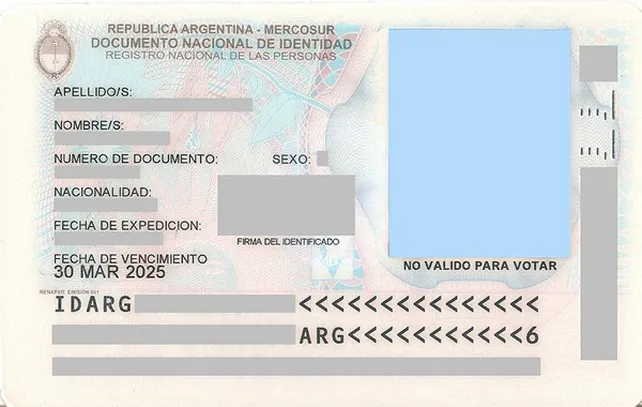 REPUBLICA ARGENTINA - MERCOSUR
DOCUMENTO NACIONAL DE IDENTIDAD
REGISTRO NACIONAL DE LAS PERSONAS
APELLIDO/S:
NOMBRE/S:
NUMERO DE DOCUMENTO: SEXO:
NACIONALIDAD:
FECHA DE EXPEDICION:
FIRMA DEL IDENTIFICADO
FECHA DE VENCIMIENTO
30 MAR 2025
NO VALIDO PARA VOTAR
RENAPER EMISIÓN S01
IDARG <<<<<<<<<<<<<<<
ARG<<<<<<<<<<<6